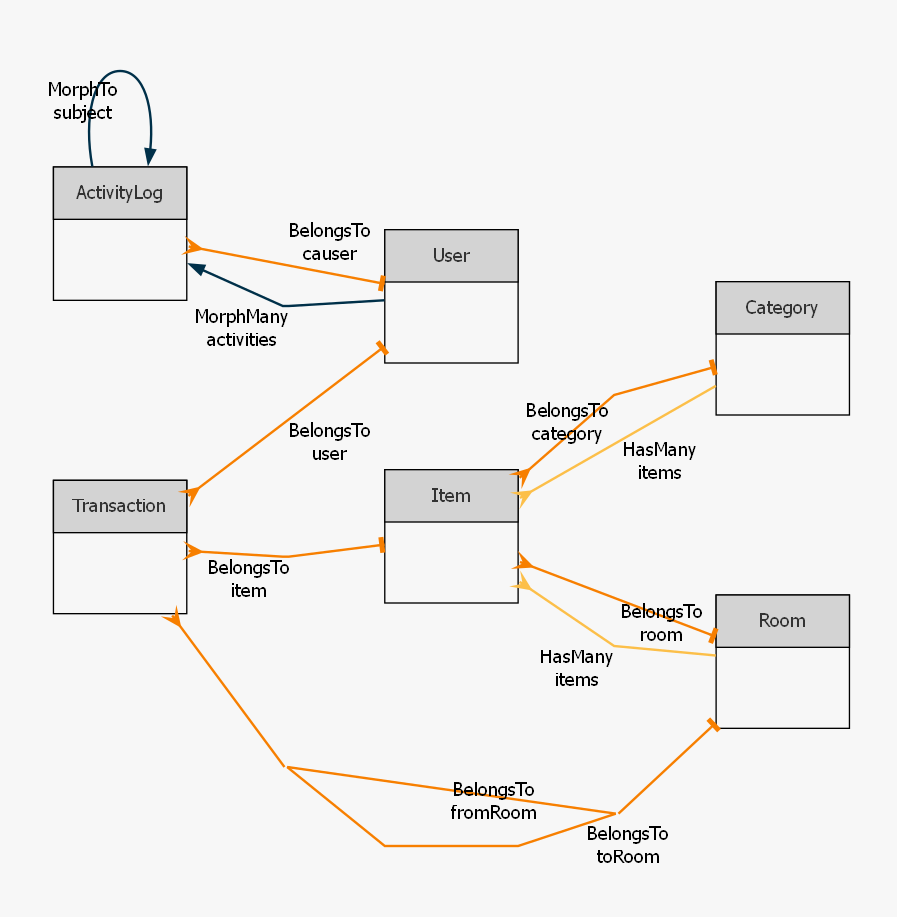 MorphTo
subject
ActivityLog
BelongsTo
causer
User
MorphMany
activities
Category
BelongsTo
user
BelongsTo
category
HasMany
items
Transaction
Item
BelongsTo
item
BelongsTo
room
Room
HasMany
items
BelongsTo
fromRoom
BelongsTo
toRoom